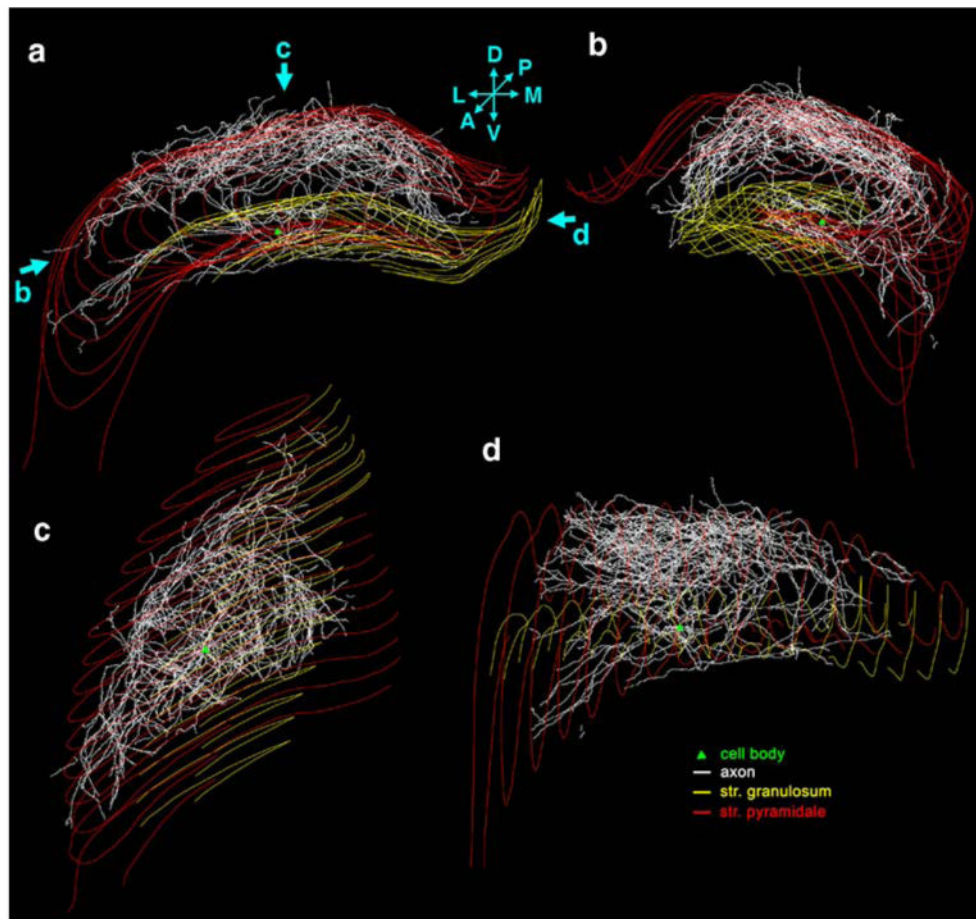 a
c
D
P
L
M
A
V
b
d
b
c
d
cell body
axon
str. granulosum
str. pyramidale